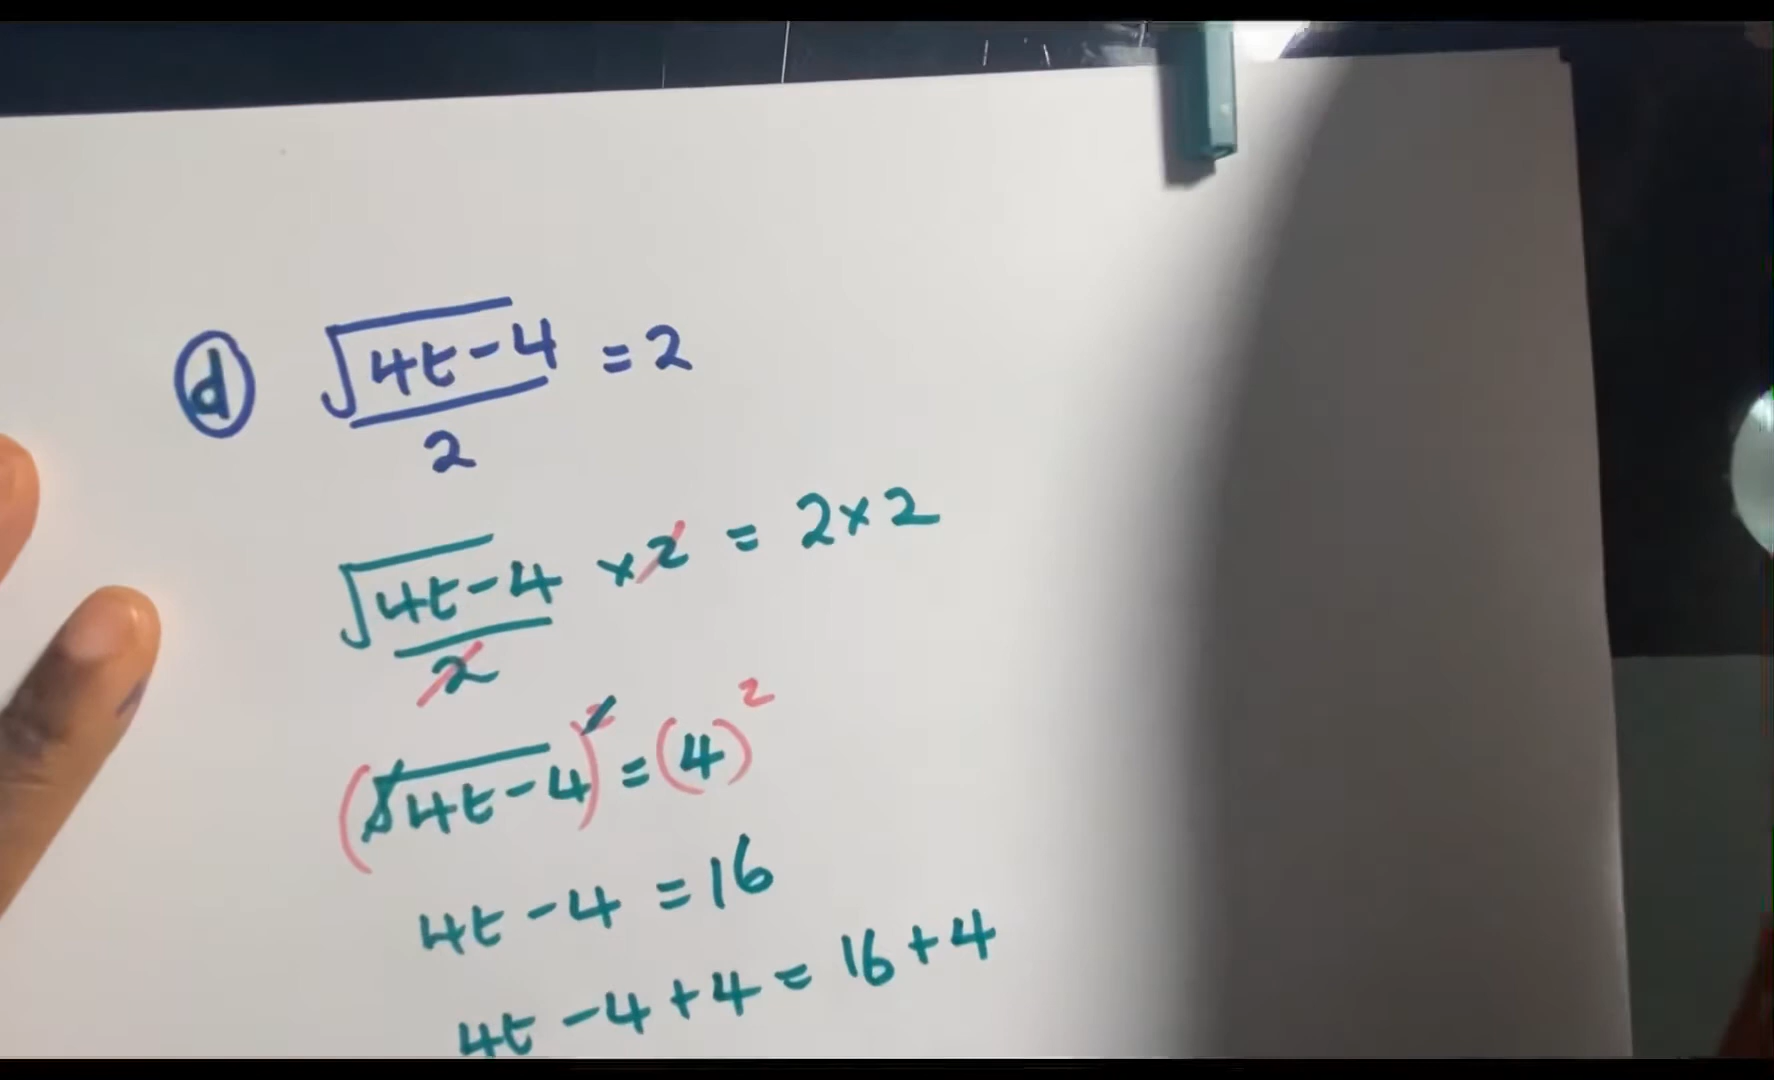 ⓓ √(4t-4)/2 = 2
√(4t-4)/2 × 2 = 2×2
(√(4t-4))² = (4)²
4t - 4 = 16
4t - 4 + 4 = 16 + 4